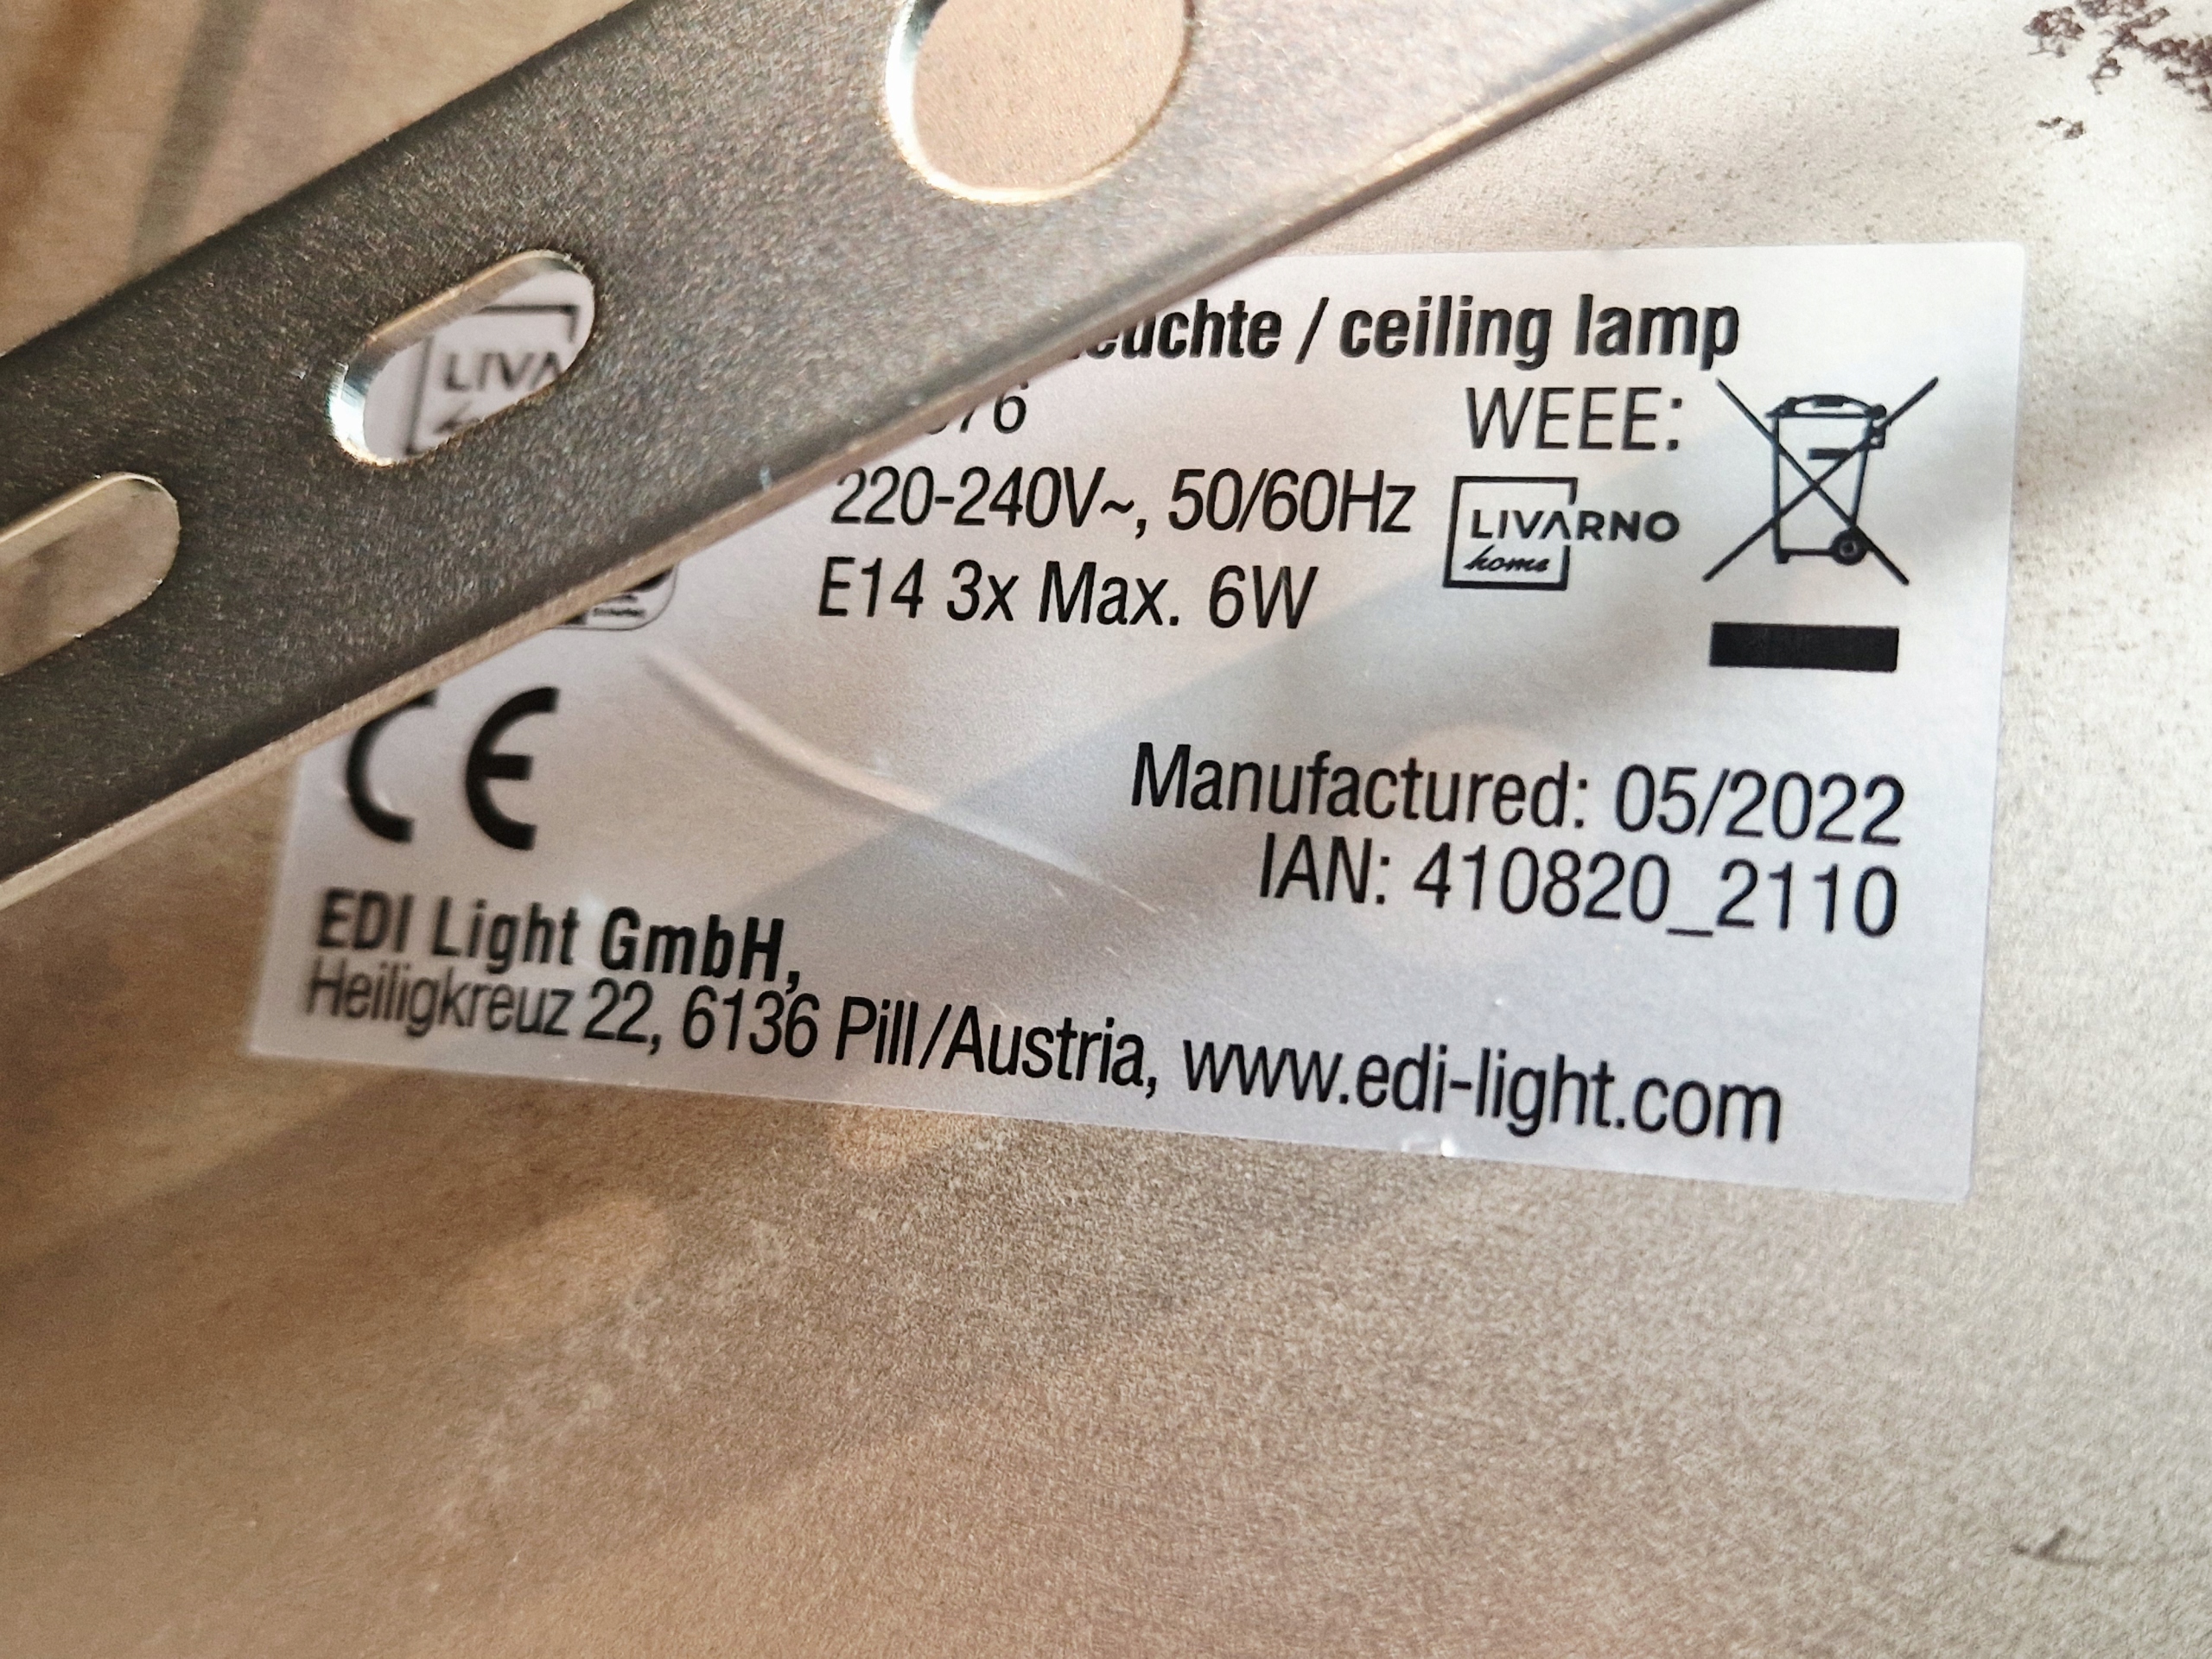 / ceiling lamp
LIVA
WEEE:
220-240V~, 50/60Hz
LIVARNO
home
E14 3x Max. 6W
CE
Manufactured: 05/2022
IAN: 410820_2110
EDI Light GmbH,
Heiligkreuz 22, 6136 Pill/Austria, www.edi-light.com